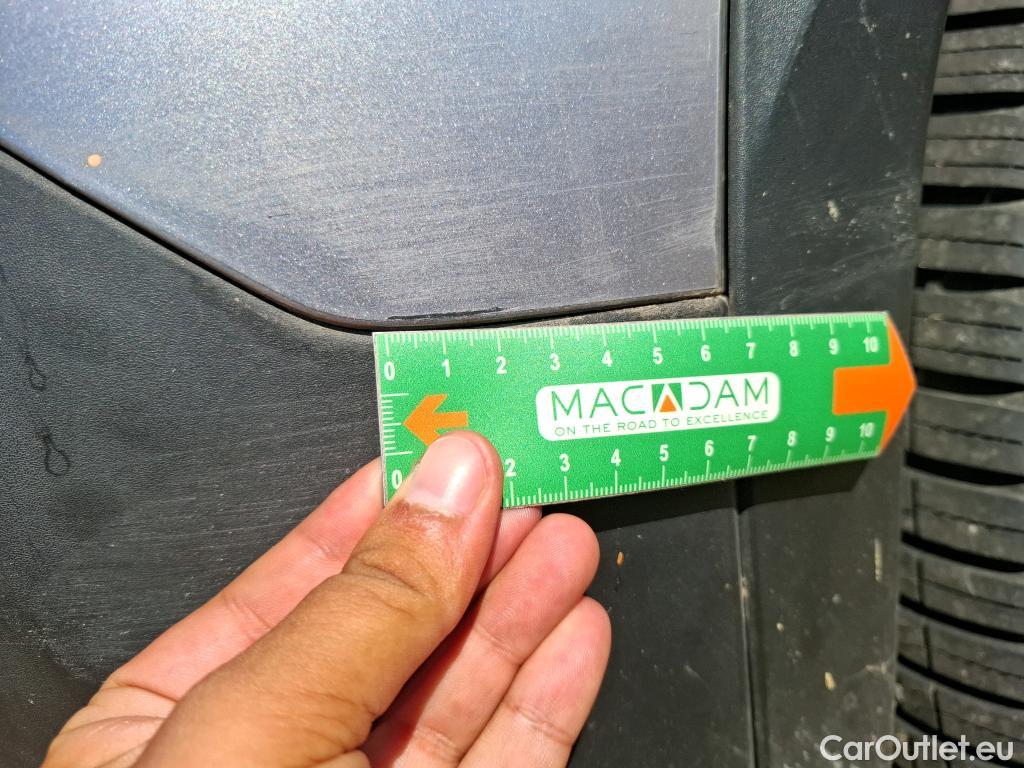 0 1 2 3 4 5 6 7 8 9 10
MACADAM
ON THE ROAD TO EXCELLENCE
0 2 3 4 5 6 7 8 9 10
CarOutlet.eu